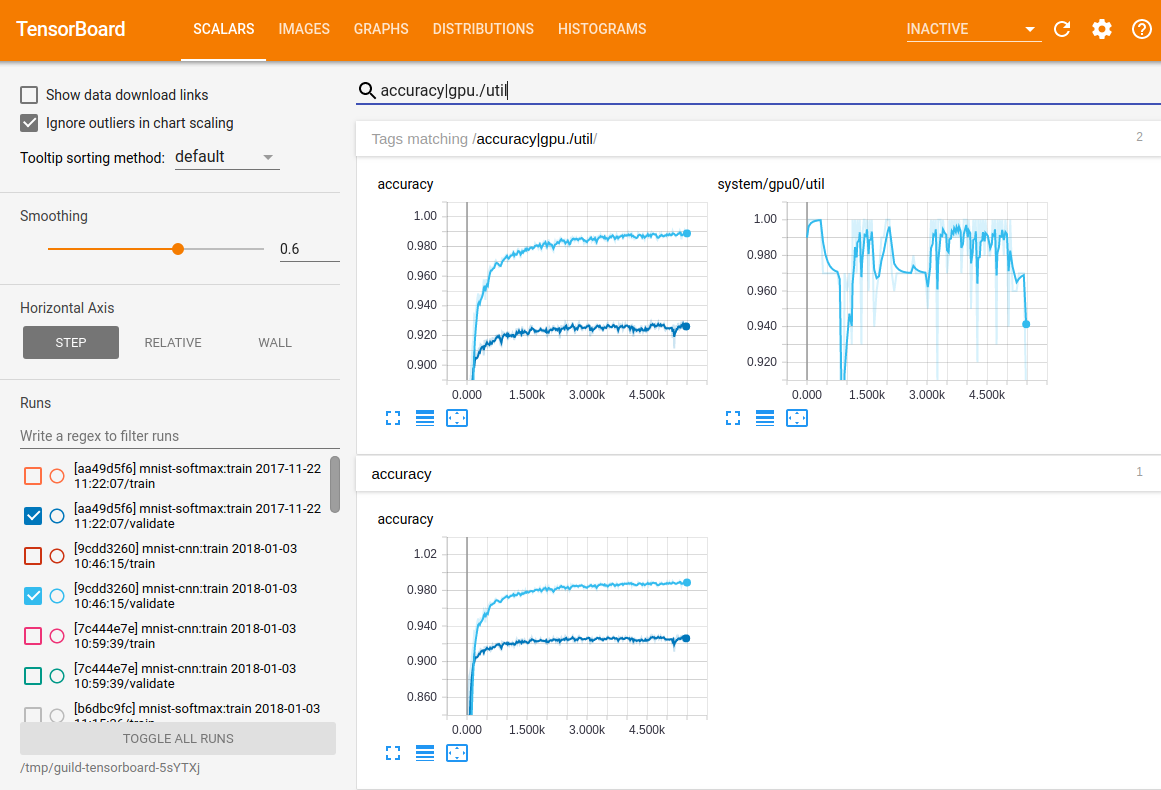 TensorBoard
SCALARS IMAGES GRAPHS DISTRIBUTIONS HISTOGRAMS
INACTIVE
Show data download links
Ignore outliers in chart scaling
Tooltip sorting method: default
Smoothing
0.6
Horizontal Axis
STEP RELATIVE WALL
Runs
Write a regex to filter runs
[aa49d5f6] mnist-softmax:train 2017-11-22
11:22:07/train
[aa49d5f6] mnist-softmax:train 2017-11-22
11:22:07/validate
[9cdd3260] mnist-cnn:train 2018-01-03
10:46:15/train
[9cdd3260] mnist-cnn:train 2018-01-03
10:46:15/validate
[7c444e7e] mnist-cnn:train 2018-01-03
10:59:39/train
[7c444e7e] mnist-cnn:train 2018-01-03
10:59:39/validate
[b6dbc9fc] mnist-softmax:train 2018-01-03
TOGGLE ALL RUNS
/tmp/guild-tensorboard-5sYTXj
accuracy|gpu./util
Tags matching /accuracy|gpu./util/
2
accuracy
1.00
0.980
0.960
0.940
0.920
0.900
0.000 1.500k 3.000k 4.500k
system/gpu0/util
1.00
0.980
0.960
0.940
0.920
0.000 1.500k 3.000k 4.500k
accuracy
1
accuracy
1.02
0.980
0.940
0.900
0.860
0.000 1.500k 3.000k 4.500k